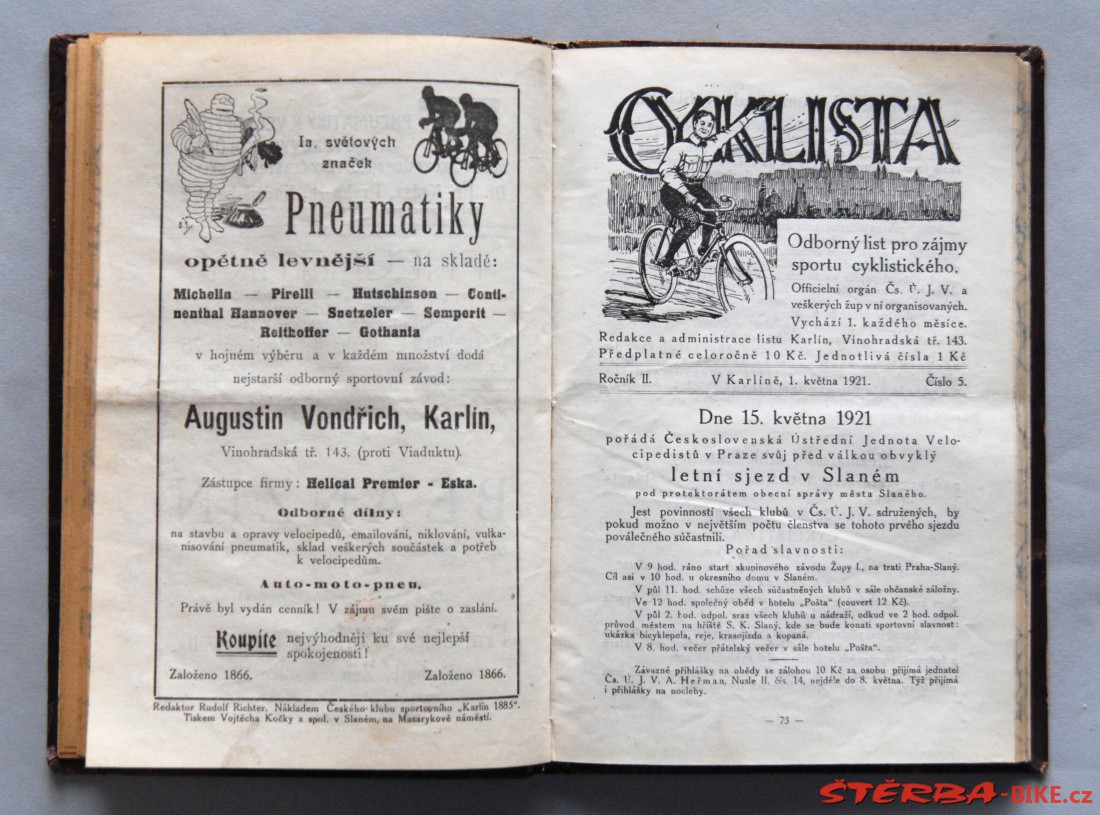 Ia. světových
značek
Pneumatiky
opětně levnější — na skladě:
Michelin — Pirelli — Hutschinson — Conti-
nenthal Hannover — Snetzeler — Semperit —
Reithoffer — Gothania
v hojném výběru a v každém množství dodá
nejstarší odborný sportovní závod:
Augustin Vondřich, Karlín,
Vinohradská tř. 143. (proti Viaduktu).
Zástupce firmy: Helical Premier - Eska.
Odborné dílny:
na stavbu a opravy velocipedů, emailování, niklování, vulka-
nisování pneumatik, sklad veškerých součástek a potřeb
k velocipedům.
Auto-moto-pneu.
Právě byl vydán cenník! V zájmu svém pište o zaslání.
Koupíte nejvýhodněji ku své nejlepší
spokojenosti!
Založeno 1866. Založeno 1866.
Redaktor Rudolf Richter. Nákladem Českého klubu sportovního „Karlín 1885“.
Tiskem Vojtěcha Kočky a spol. v Slaném, na Masarykově náměstí.
CYKLISTA
Odborný list pro zájmy
sportu cyklistického.
Officielní orgán Čs. Ú. J. V. a
veškerých žup v ní organisovaných.
Vychází 1. každého měsíce.
Redakce a administrace listu Karlín, Vinohradská tř. 143.
Předplatné celoročně 10 Kč. Jednotlivá čísla 1 Kč
Ročník II. V Karlíně, 1. května 1921. Číslo 5.
Dne 15. května 1921
pořádá Československá Ústřední Jednota Velo-
cipedistů v Praze svůj před válkou obvyklý
letní sjezd v Slaném
pod protektorátem obecní správy města Slaného.
Jest povinností všech klubů v Čs. Ú. J. V. sdružených, by
pokud možno v největším počtu členstva se tohoto prvého sjezdu
poválečného súčastnili.
Pořad slavnosti:
V 9 hod. ráno start skupinového závodu Župy I., na trati Praha-Slaný.
Cíl asi v 10 hod. u okresního domu v Slaném.
V půl 11. hod. schůze všech súčastněných klubů v sále občanské záložny.
Ve 12 hod. společný oběd v hotelu „Pošta“ (couvert 12 Kč).
V půl 2. hod. odpol. sraz všech klubů u nádraží, odkud ve 2 hod. odpol.
průvod městem na hřiště S. K. Slaný, kde se bude konati sportovní slavnost:
ukázka bicyklepola, reje, krasojízda a kopaná.
V 8. hod. večer přátelský večer v sále hotelu „Pošta“.
Závazné přihlášky na obědy se zálohou 10 Kč za osobu přijímá jednatel
Čs. Ú. J. V. A. Heřman, Nusle II. čís. 14, nejdéle do 8. května. Týž přijímá
i přihlášky na noclehy.
— 73 —
ŠTĚRBA-BIKE.cz